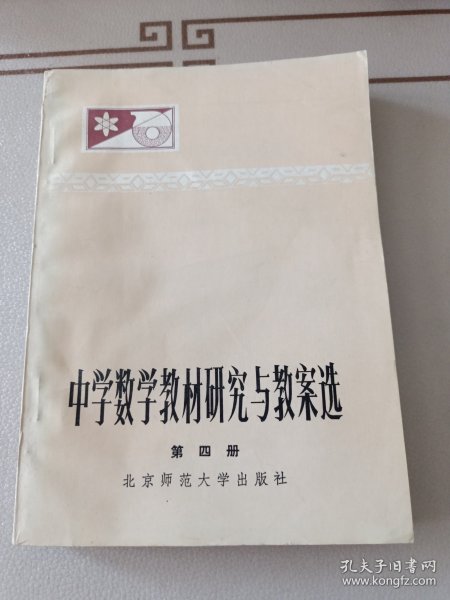 中学数学教材研究与教案选
第四册
北京师范大学出版社
孔夫子旧书网
www.kongfz.com